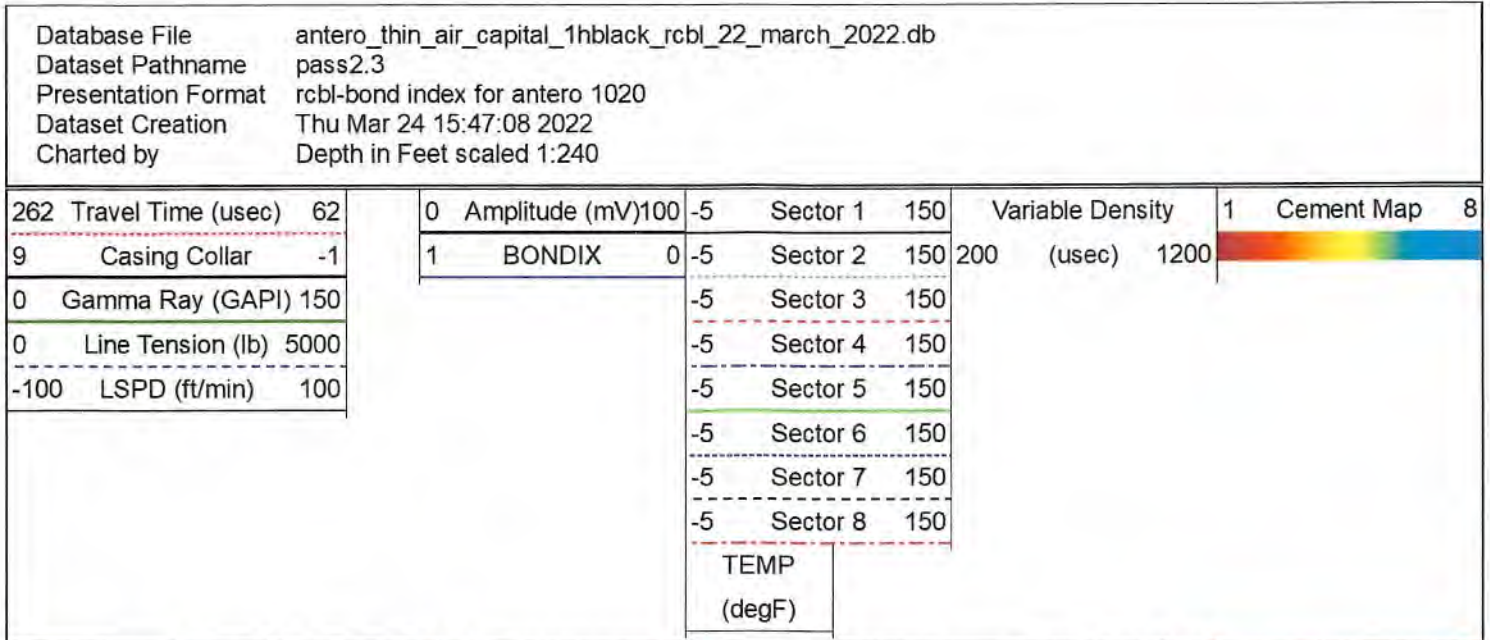 Database File antero_thin_air_capital_1hblack_rcbl_22_march_2022.db
Dataset Pathname pass2.3
Presentation Format rcbl-bond index for antero 1020
Dataset Creation Thu Mar 24 15:47:08 2022
Charted by Depth in Feet scaled 1:240
262 Travel Time (usec) 62
9 Casing Collar -1
0 Gamma Ray (GAPI) 150
0 Line Tension (lb) 5000
-100 LSPD (ft/min) 100
0 Amplitude (mV) 100
1 BONDIX 0
-5 Sector 1 150
-5 Sector 2 150
-5 Sector 3 150
-5 Sector 4 150
-5 Sector 5 150
-5 Sector 6 150
-5 Sector 7 150
-5 Sector 8 150
TEMP
(degF)
Variable Density
200 (usec) 1200
1 Cement Map 8